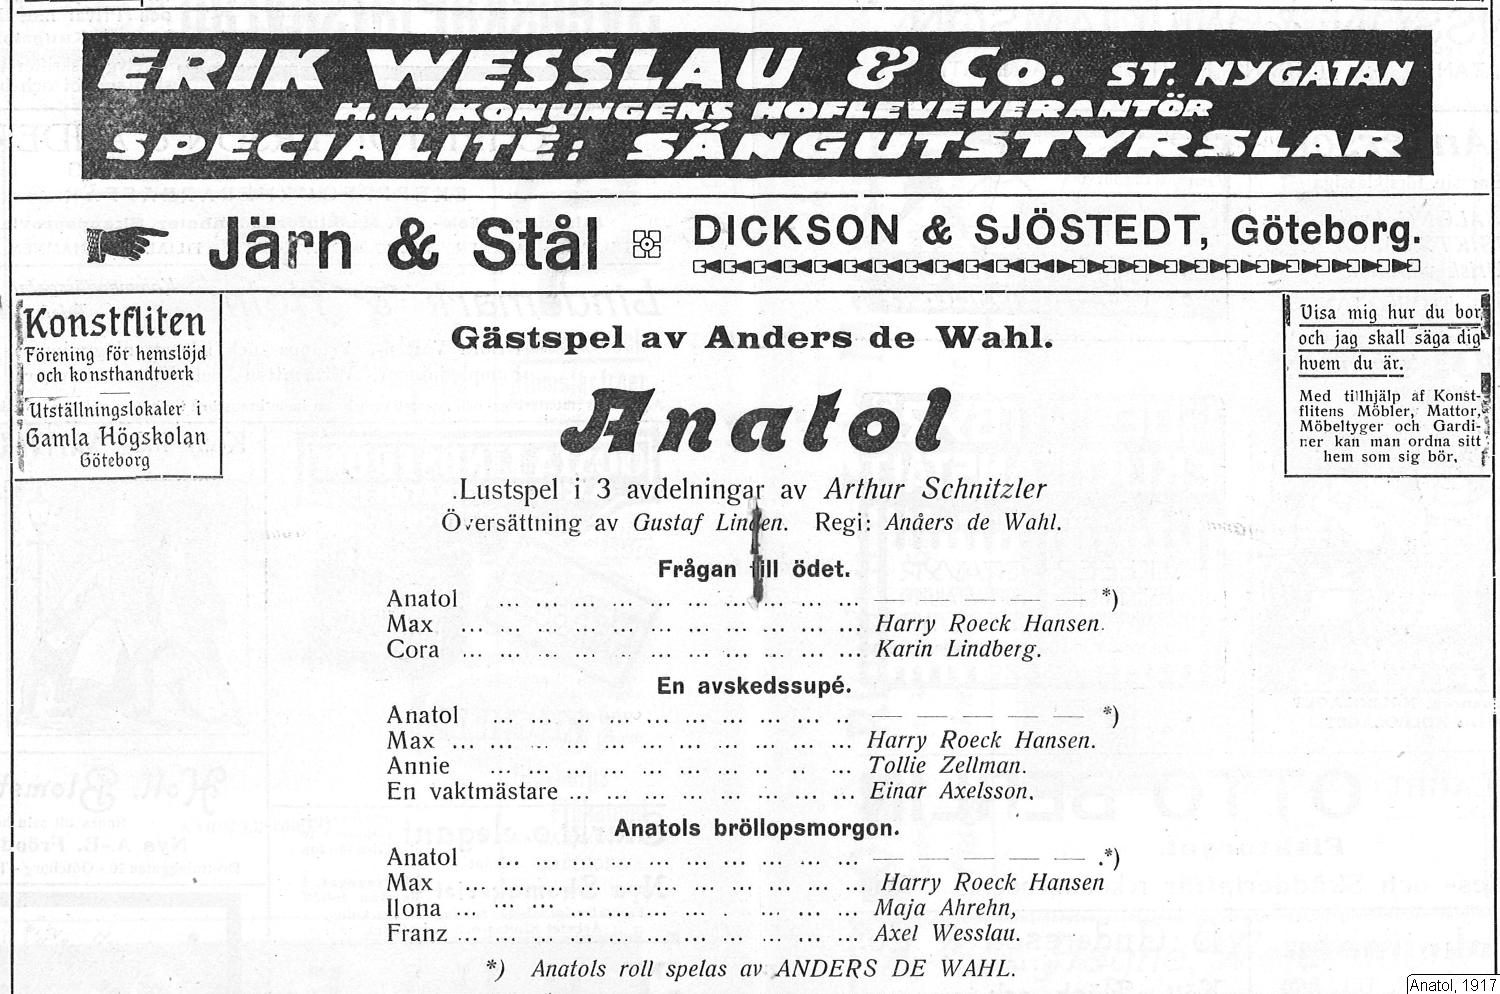 ERIK WESSLAU & CO. ST. NYGATAN
H. M. KONUNGENS HOFLEVEVERANTÖR
SPECIALITÉ: SÄNGUTSTYRSLAR
Järn & Stål DICKSON & SJÖSTEDT, Göteborg.
Konstfliten
Förening för hemslöjd
och konsthandtverk
Utställningslokaler i
Gamla Högskolan
Göteborg
Visa mig hur du bor
och jag skall säga dig
hvem du är.
Med tillhjälp af Konst-
flitens Möbler, Mattor,
Möbeltyger och Gardi-
ner kan man ordna sitt
hem som sig bör.
Gästspel av Anders de Wahl.
Anatol
Lustspel i 3 avdelningar av Arthur Schnitzler
Översättning av Gustaf Linden. Regi: Anders de Wahl.
Frågan till ödet.
Anatol ... ... ... ... ... ... ... ... ... ... — — — — — — *)
Max ... ... ... ... ... ... ... ... ... ... ... Harry Roeck Hansen.
Cora ... ... ... ... ... ... ... ... ... ... Karin Lindberg.
En avskedssupé.
Anatol ... ... ... ... ... ... ... ... ... ... — — — — — — *)
Max ... ... ... ... ... ... ... ... ... ... ... Harry Roeck Hansen.
Annie ... ... ... ... ... ... ... ... ... ... Tollie Zellman.
En vaktmästare ... ... ... ... ... ... ... ... Einar Axelsson.
Anatols bröllopsmorgon.
Anatol ... ... ... ... ... ... ... ... ... ... — — — — — — .*)
Max ... ... ... ... ... ... ... ... ... ... Harry Roeck Hansen
Ilona ... ... ... ... ... ... ... ... ... ... Maja Ahrehn,
Franz ... ... ... ... ... ... ... ... ... ... Axel Wesslau.
*) Anatols roll spelas av ANDERS DE WAHL.
Anatol, 1917